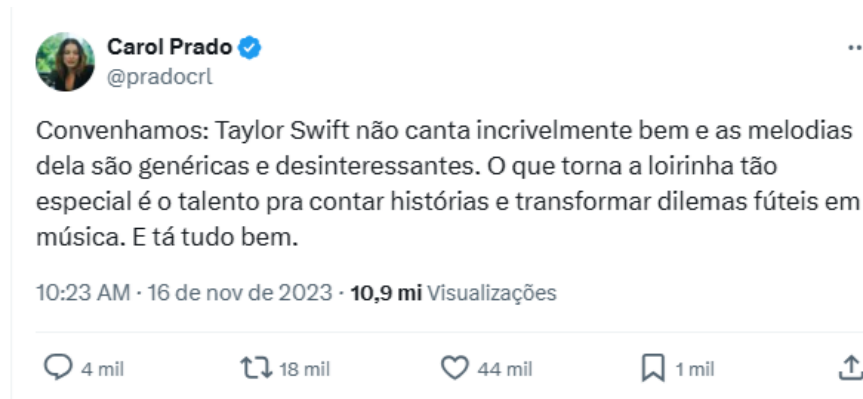 Carol Prado
@pradocrl
Convenhamos: Taylor Swift não canta incrivelmente bem e as melodias
dela são genéricas e desinteressantes. O que torna a loirinha tão
especial é o talento pra contar histórias e transformar dilemas fúteis em
música. E tá tudo bem.
10:23 AM · 16 de nov de 2023 · 10,9 mi Visualizações
4 mil 18 mil 44 mil 1 mil